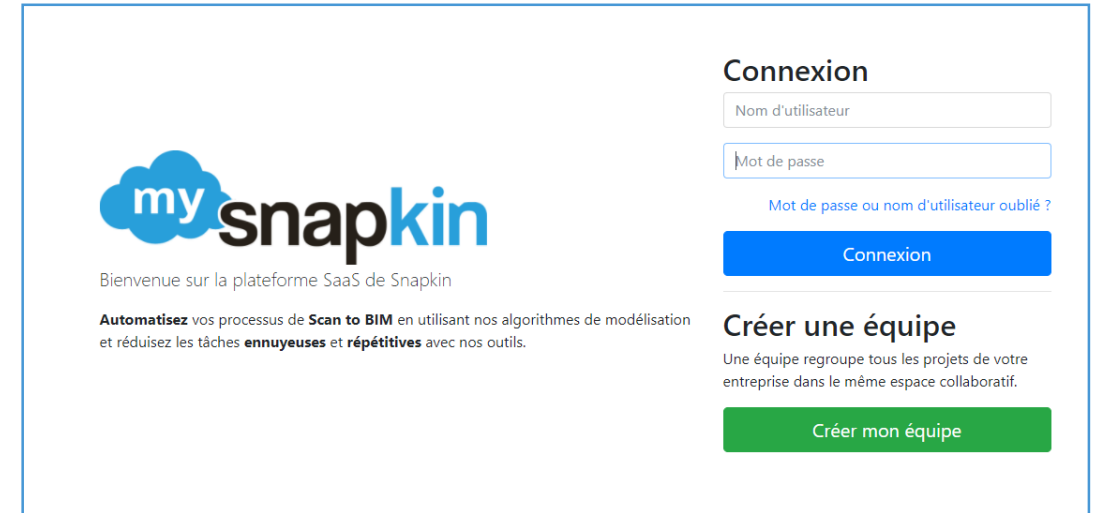 my snapkin
Bienvenue sur la plateforme SaaS de Snapkin
Automatisez vos processus de Scan to BIM en utilisant nos algorithmes de modélisation
et réduisez les tâches ennuyeuses et répétitives avec nos outils.
Connexion
Nom d'utilisateur
Mot de passe
Mot de passe ou nom d'utilisateur oublié ?
Connexion
Créer une équipe
Une équipe regroupe tous les projets de votre
entreprise dans le même espace collaboratif.
Créer mon équipe